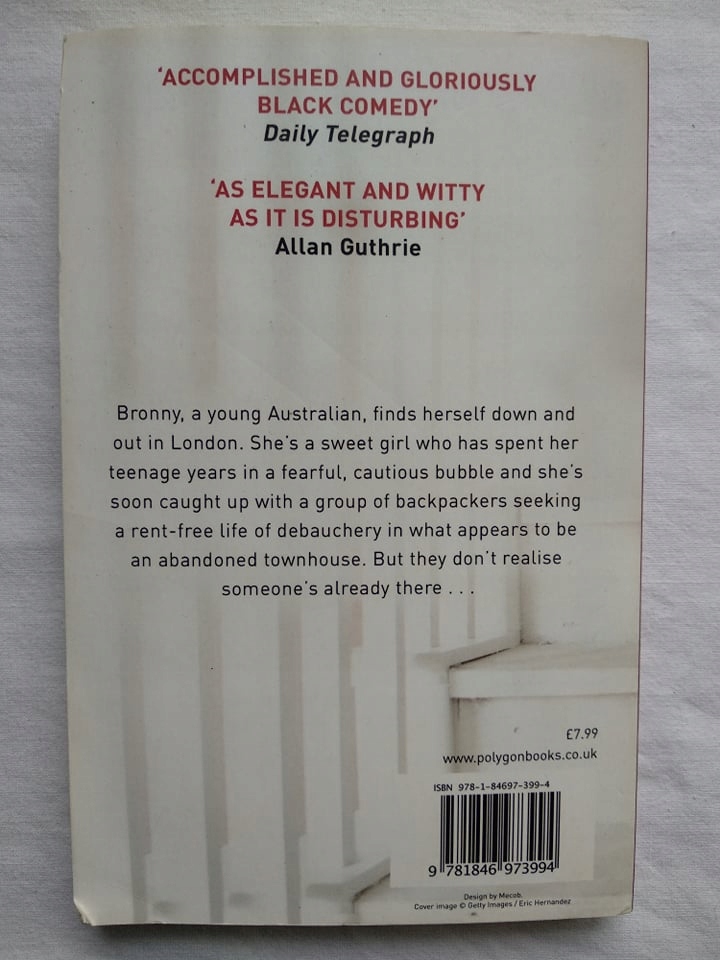 ‘ACCOMPLISHED AND GLORIOUSLY
BLACK COMEDY’
Daily Telegraph
‘AS ELEGANT AND WITTY
AS IT IS DISTURBING’
Allan Guthrie
Bronny, a young Australian, finds herself down and
out in London. She’s a sweet girl who has spent her
teenage years in a fearful, cautious bubble and she’s
soon caught up with a group of backpackers seeking
a rent-free life of debauchery in what appears to be
an abandoned townhouse. But they don’t realise
someone’s already there . . .
£7.99
www.polygonbooks.co.uk
ISBN 978-1-84697-399-4
9 781846 973994
Design by Mecob.
Cover image © Getty Images / Eric Hernandez